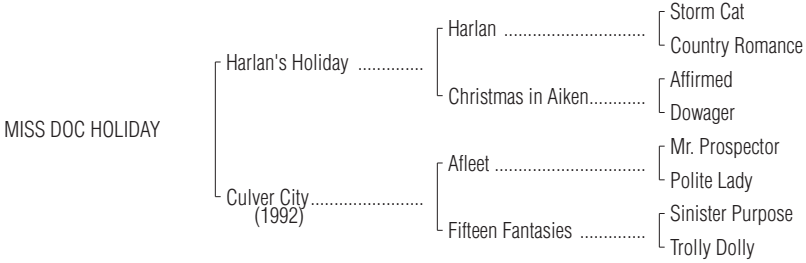 Storm Cat
Harlan ..............................
Country Romance
Harlan's Holiday ..............
Affirmed
Christmas in Aiken............
Dowager
MISS DOC HOLIDAY
Mr. Prospector
Afleet ................................
Polite Lady
Culver City........................
(1992)
Sinister Purpose
Fifteen Fantasies ..............
Trolly Dolly